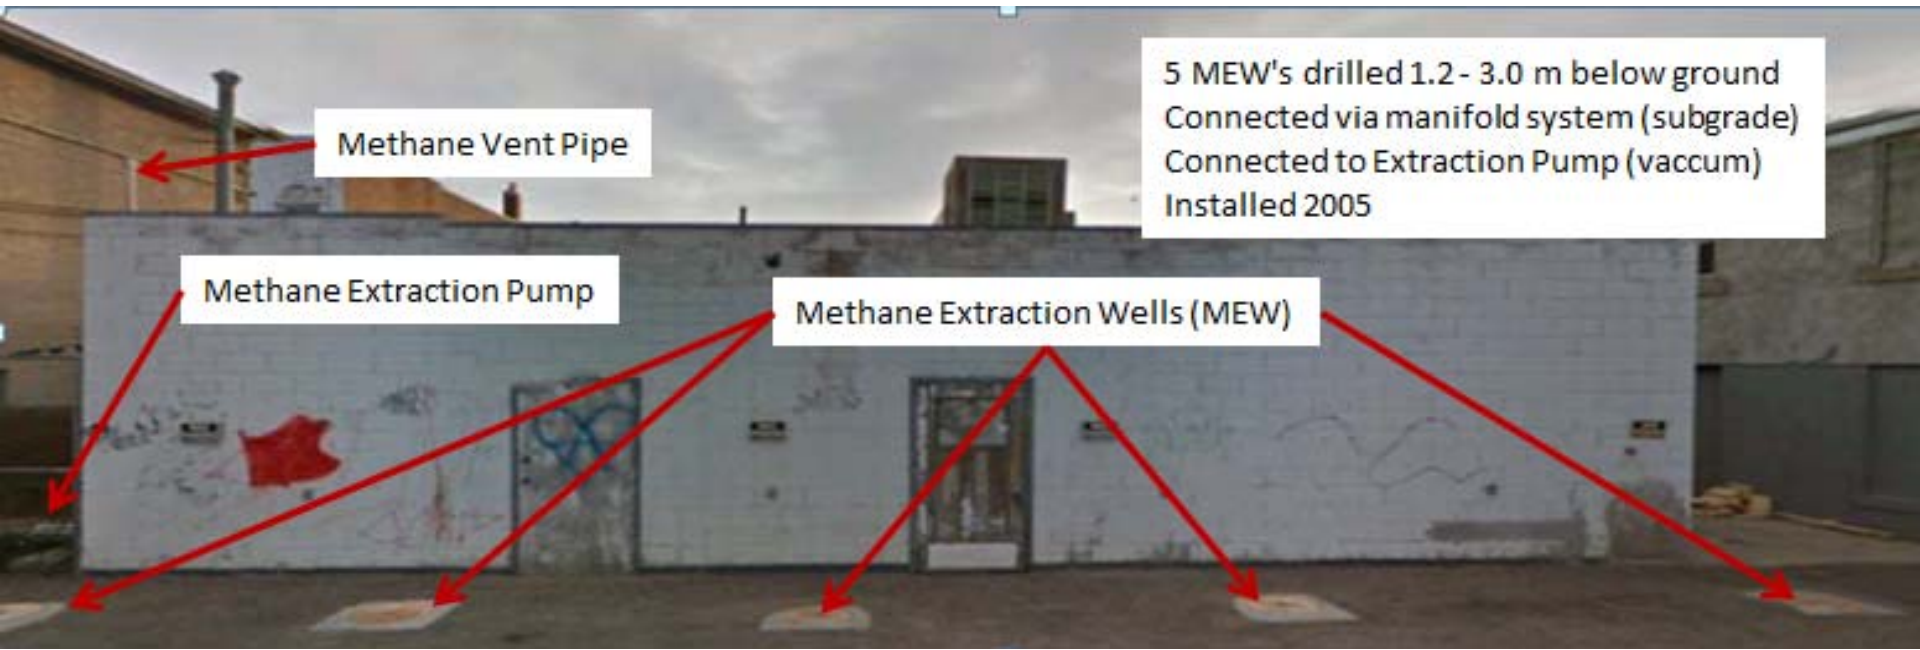 5 MEW's drilled 1.2 - 3.0 m below ground
Connected via manifold system (subgrade)
Connected to Extraction Pump (vaccum)
Installed 2005
Methane Vent Pipe
Methane Extraction Pump
Methane Extraction Wells (MEW)